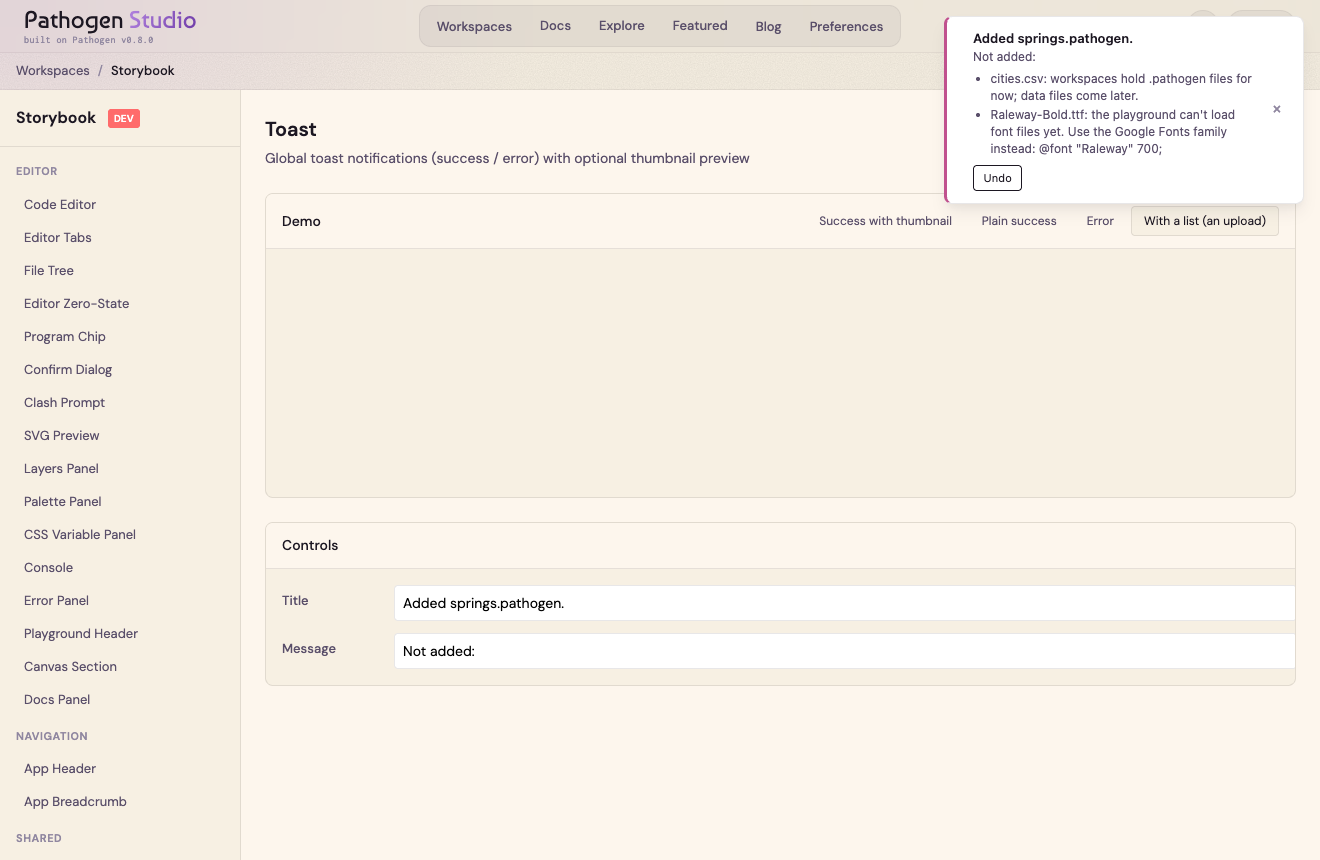 Pathogen Studio
built on Pathogen v0.8.0
Workspaces
Docs
Explore
Featured
Blog
Preferences
Workspaces / Storybook
Added springs.pathogen.
Not added:
• cities.csv: workspaces hold .pathogen files for
now; data files come later.
• Raleway-Bold.ttf: the playground can't load
font files yet. Use the Google Fonts family
instead: @font "Raleway" 700;
×
Undo
Storybook DEV
EDITOR
Code Editor
Editor Tabs
File Tree
Editor Zero-State
Program Chip
Confirm Dialog
Clash Prompt
SVG Preview
Layers Panel
Palette Panel
CSS Variable Panel
Console
Error Panel
Playground Header
Canvas Section
Docs Panel
NAVIGATION
App Header
App Breadcrumb
SHARED
Toast
Global toast notifications (success / error) with optional thumbnail preview
Demo
Success with thumbnail
Plain success
Error
With a list (an upload)
Controls
Title
Added springs.pathogen.
Message
Not added: